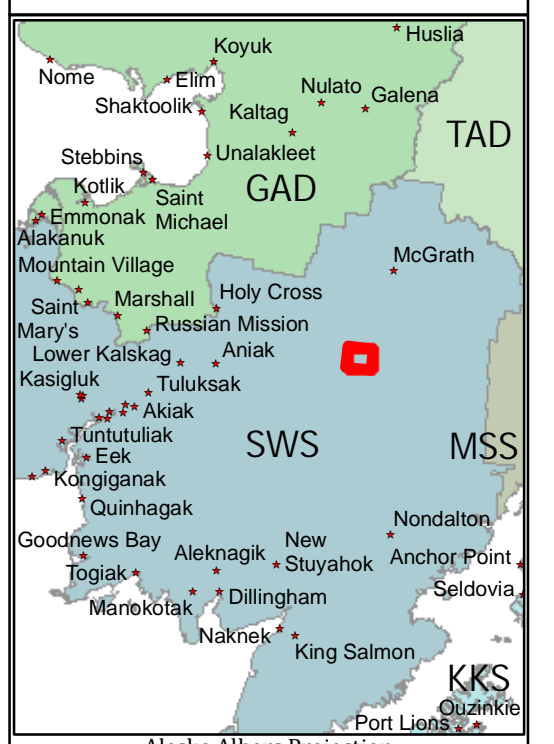 Huslia
Koyuk
Nome
Elim
Nulato
Galena
Shaktoolik
Kaltag
TAD
Stebbins
Unalakleet
Kotlik
GAD
Saint
Michael
Emmonak
Alakanuk
McGrath
Mountain Village
Holy Cross
Saint
Mary's
Marshall
Russian Mission
Lower Kalskag
Aniak
Kasigluk
Tuluksak
Akiak
Tuntutuliak
SWS
MSS
Eek
Kongiganak
Quinhagak
Nondalton
Goodnews Bay
New
Stuyahok
Aleknagik
Anchor Point
Togiak
Seldovia
Manokotak
Dillingham
Naknek
King Salmon
KKS
Ouzinkie
Port Lions
Alaska Albers Projection